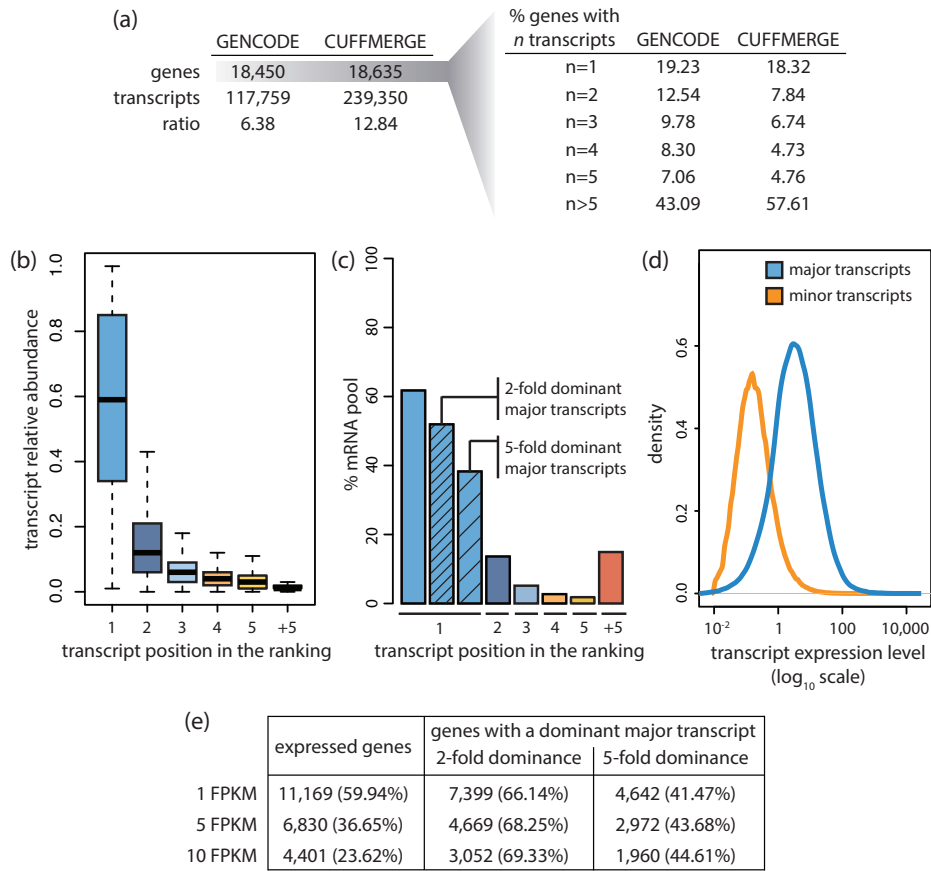 (a)
GENCODE CUFFMERGE
genes 18,450 18,635
transcripts 117,759 239,350
ratio 6.38 12.84
% genes with
n transcripts GENCODE CUFFMERGE
n=1 19.23 18.32
n=2 12.54 7.84
n=3 9.78 6.74
n=4 8.30 4.73
n=5 7.06 4.76
n>5 43.09 57.61
(b)
transcript relative abundance
1.0
0.8
0.6
0.4
0.2
0.0
1 2 3 4 5 +5
transcript position in the ranking
(c)
% mRNA pool
100
80
60
40
20
0
2-fold dominant
major transcripts
5-fold dominant
major transcripts
1 2 3 4 5 +5
transcript position in the ranking
(d)
major transcripts
minor transcripts
density
0.6
0.4
0.2
0.0
10⁻² 1 100 10,000
transcript expression level
(log₁₀ scale)
(e)
expressed genes
genes with a dominant major transcript
2-fold dominance 5-fold dominance
1 FPKM 11,169 (59.94%) 7,399 (66.14%) 4,642 (41.47%)
5 FPKM 6,830 (36.65%) 4,669 (68.25%) 2,972 (43.68%)
10 FPKM 4,401 (23.62%) 3,052 (69.33%) 1,960 (44.61%)